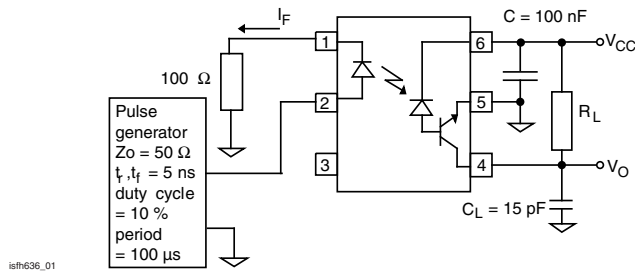 I_F
C = 100 nF
1
6
V_CC
100 Ω
2
5
R_L
Pulse
generator
Zo = 50 Ω
t_r ,t_f = 5 ns
duty cycle
= 10 %
period
= 100 µs
3
4
V_O
C_L = 15 pF
isfh636_01